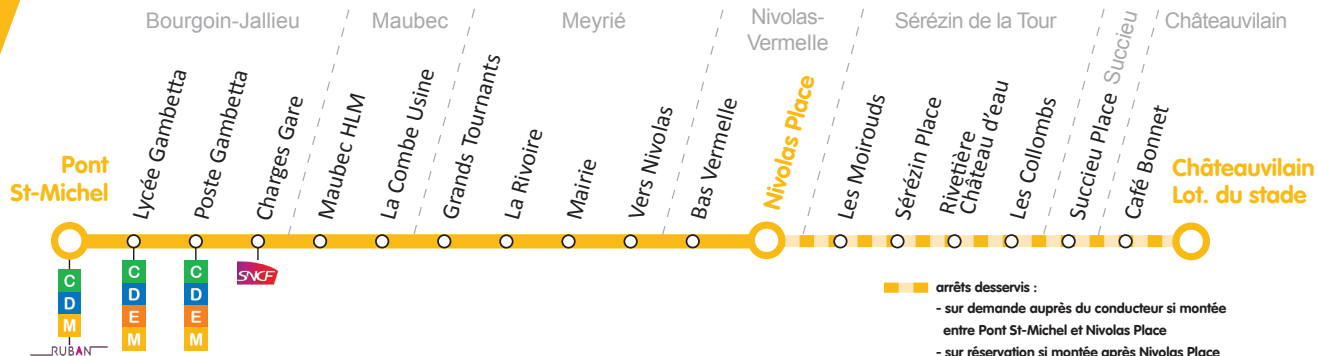 Bourgoin-Jallieu
Maubec
Meyrié
Nivolas-
Vermelle
Sérézin de la Tour
Succieu
Châteauvilain
Pont
St-Michel
Lycée Gambetta
Poste Gambetta
Charges Gare
Maubec HLM
La Combe Usine
Grands Tournants
La Rivoire
Mairie
Vers Nivolas
Bas Vermelle
Nivolas Place
Les Moirouds
Sérézin Place
Rivetière
Château d'eau
Les Collombs
Succieu Place
Café Bonnet
Châteauvilain
Lot. du stade
C
D
M
RUBAN
C
D
E
M
C
D
E
M
SNCF
arrêts desservis :
- sur demande auprès du conducteur si montée
entre Pont St-Michel et Nivolas Place
- sur réservation si montée après Nivolas Place